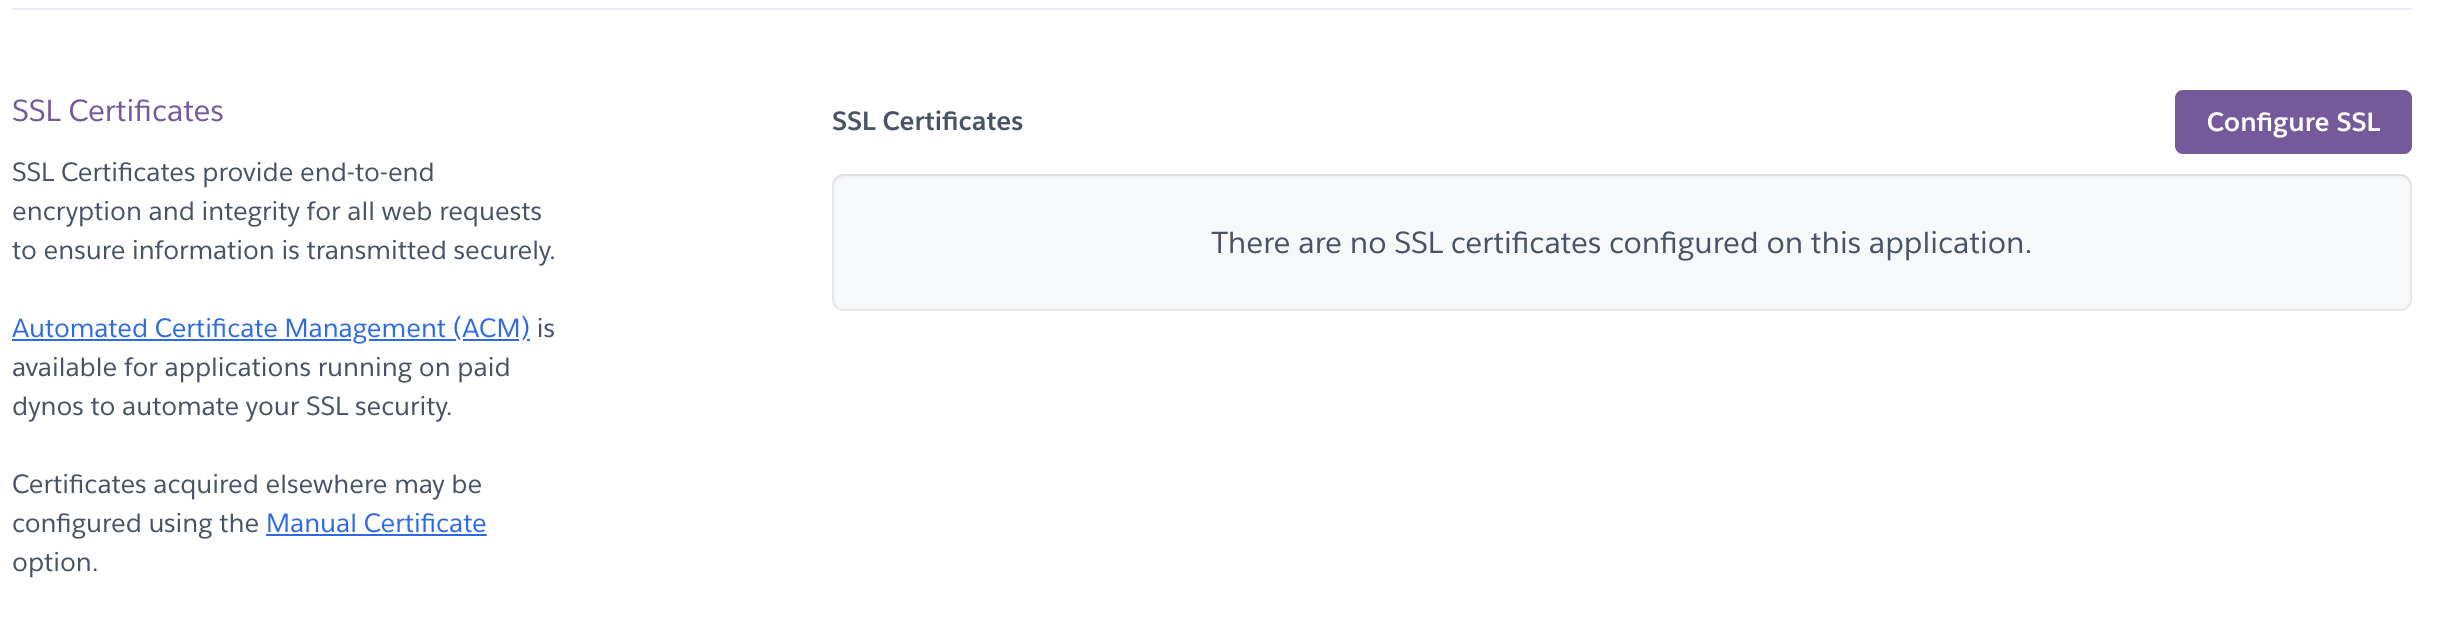 SSL Certificates
SSL Certificates provide end-to-end
encryption and integrity for all web requests
to ensure information is transmitted securely.
Automated Certificate Management (ACM) is
available for applications running on paid
dynos to automate your SSL security.
Certificates acquired elsewhere may be
configured using the Manual Certificate
option.
SSL Certificates
Configure SSL
There are no SSL certificates configured on this application.